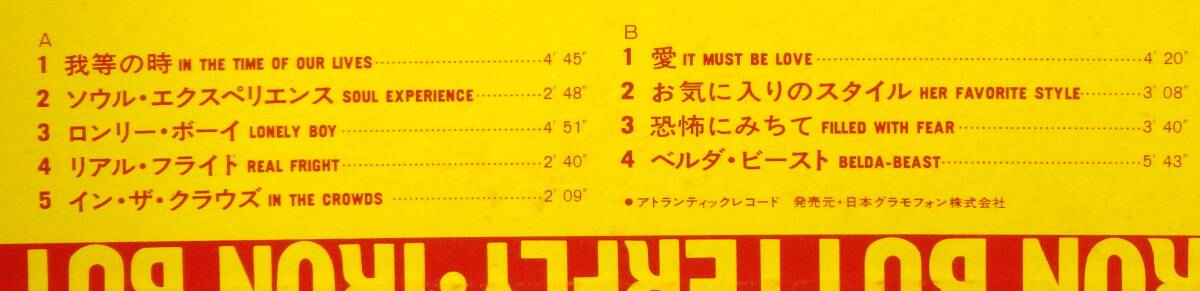 A
1 我等の時 IN THE TIME OF OUR LIVES 4′ 45″
2 ソウル・エクスペリエンス SOUL EXPERIENCE 2′ 48″
3 ロンリー・ボーイ LONELY BOY 4′ 51″
4 リアル・フライト REAL FRIGHT 2′ 40″
5 イン・ザ・クラウズ IN THE CROWDS 2′ 09″
B
1 愛 IT MUST BE LOVE 4′ 20″
2 お気に入りのスタイル HER FAVORITE STYLE 3′ 08″
3 恐怖にみちて FILLED WITH FEAR 3′ 40″
4 ベルダ・ビースト BELDA-BEAST 5′ 43″
●アトランティックレコード 発売元・日本グラモフォン株式会社
RON BUTTERFLY・IRON BUT